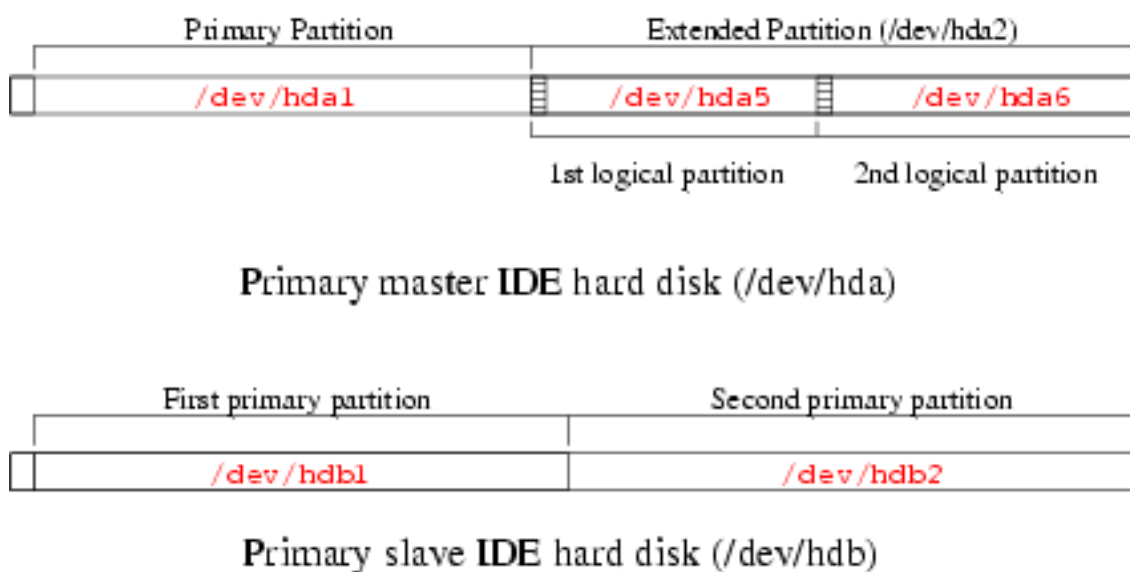 Primary Partition Extended Partition (/dev/hda2)
/dev/hda1 /dev/hda5 /dev/hda6
1st logical partition 2nd logical partition
Primary master IDE hard disk (/dev/hda)
First primary partition Second primary partition
/dev/hdb1 /dev/hdb2
Primary slave IDE hard disk (/dev/hdb)